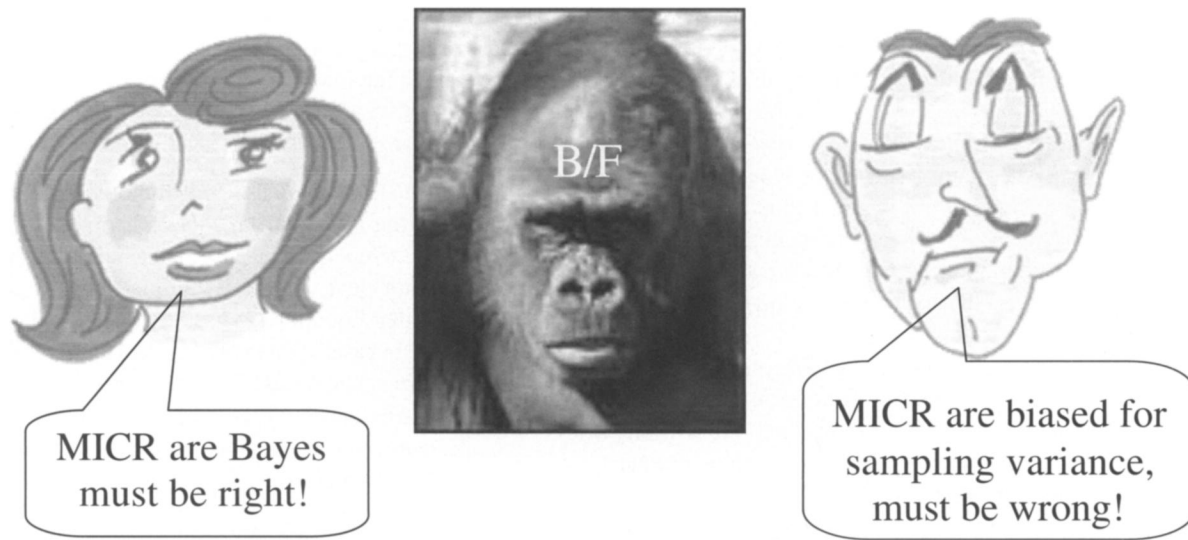 B/F
MICR are Bayes
must be right!
MICR are biased for
sampling variance,
must be wrong!